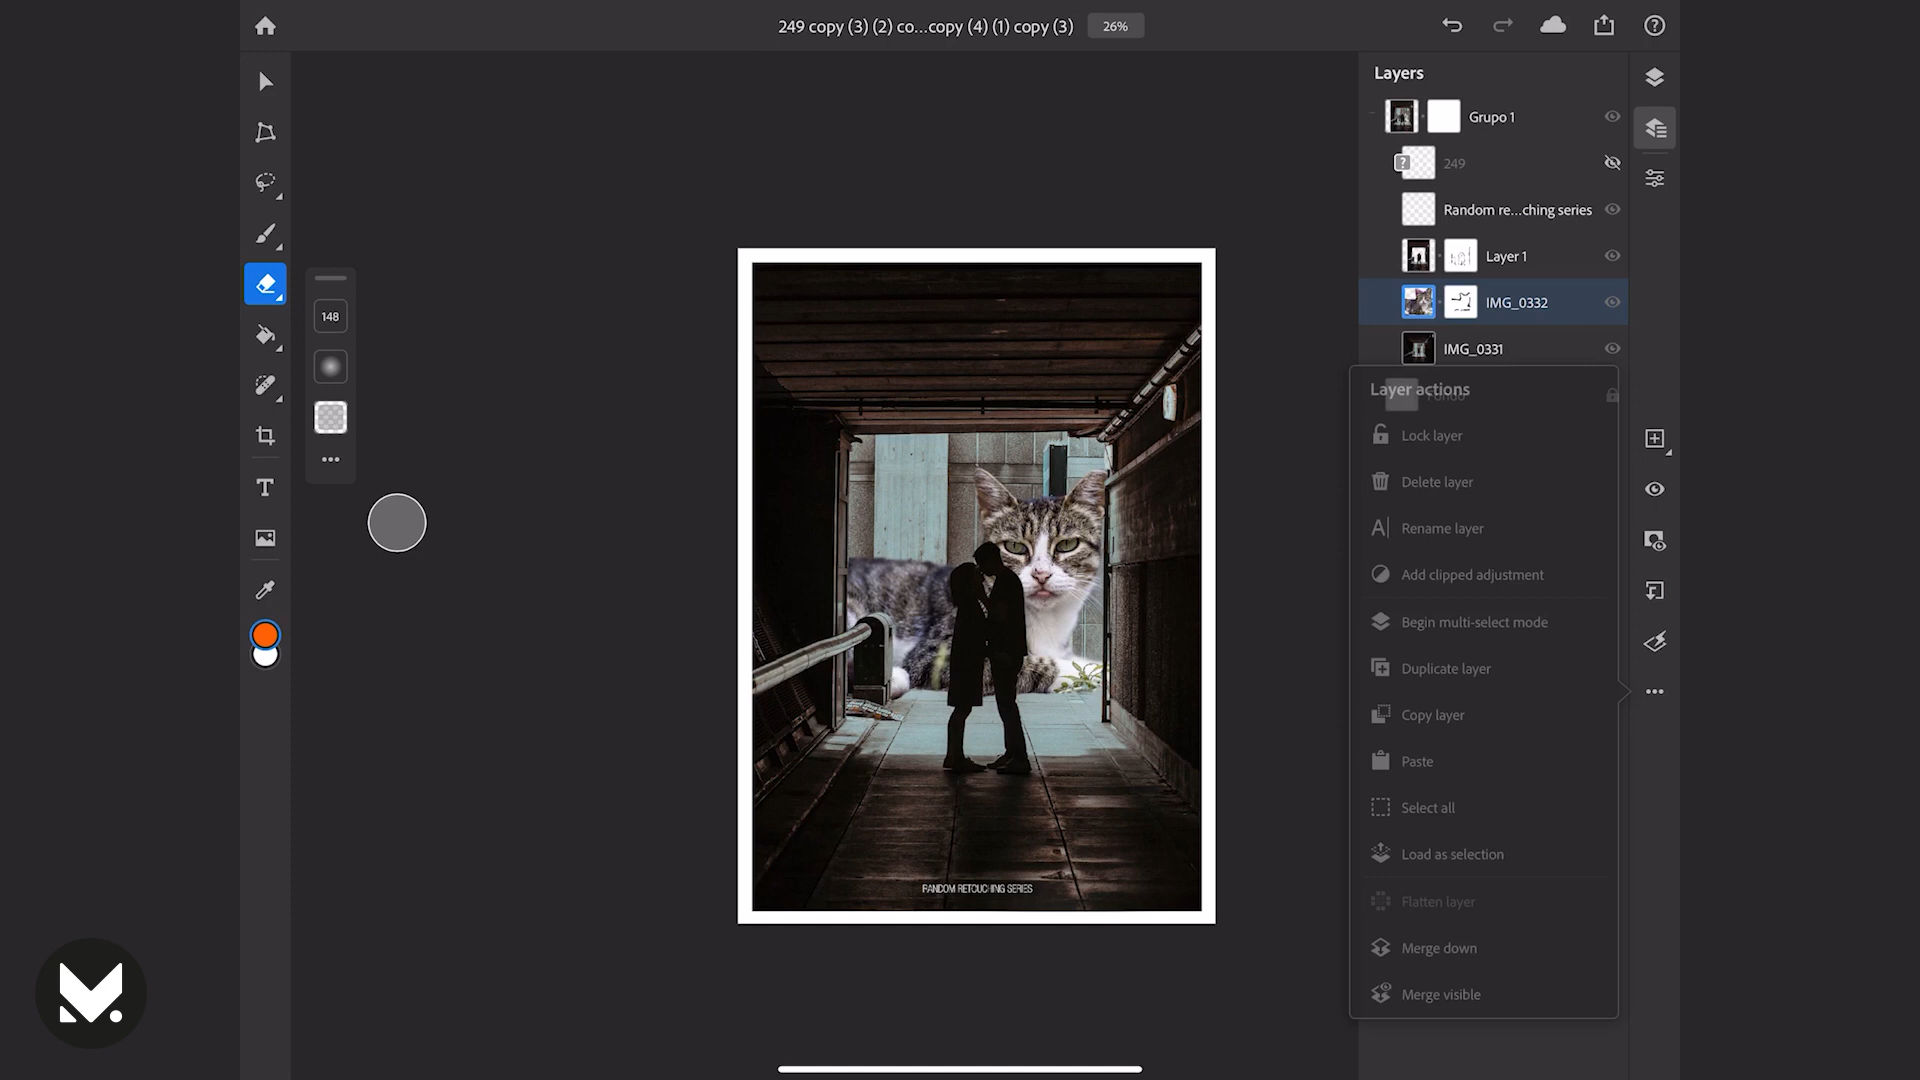 249 copy (3) (2) co...copy (4) (1) copy (3)
26%
Layers
Grupo 1
249
Random re...ching series
Layer 1
IMG_0332
IMG_0331
Layer actions
Fondo
148
Lock layer
Delete layer
Rename layer
Add clipped adjustment
Begin multi-select mode
Duplicate layer
Copy layer
Paste
Select all
Load as selection
Flatten layer
Merge down
Merge visible
RANDOM RETOUCHING SERIES
M.